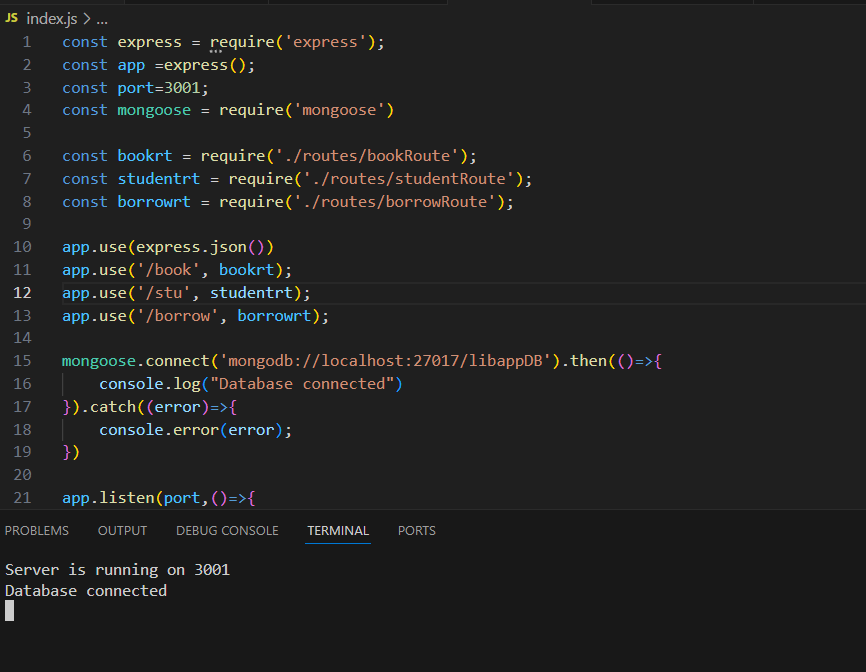 JS index.js > ...
1 const express = require('express');
2 const app =express();
3 const port=3001;
4 const mongoose = require('mongoose')
5
6 const bookrt = require('./routes/bookRoute');
7 const studentrt = require('./routes/studentRoute');
8 const borrowrt = require('./routes/borrowRoute');
9
10 app.use(express.json())
11 app.use('/book', bookrt);
12 app.use('/stu', studentrt);
13 app.use('/borrow', borrowrt);
14
15 mongoose.connect('mongodb://localhost:27017/libappDB').then(()=>{
16     console.log("Database connected")
17 }).catch((error)=>{
18     console.error(error);
19 })
20
21 app.listen(port,()=>{
PROBLEMS OUTPUT DEBUG CONSOLE TERMINAL PORTS
Server is running on 3001
Database connected